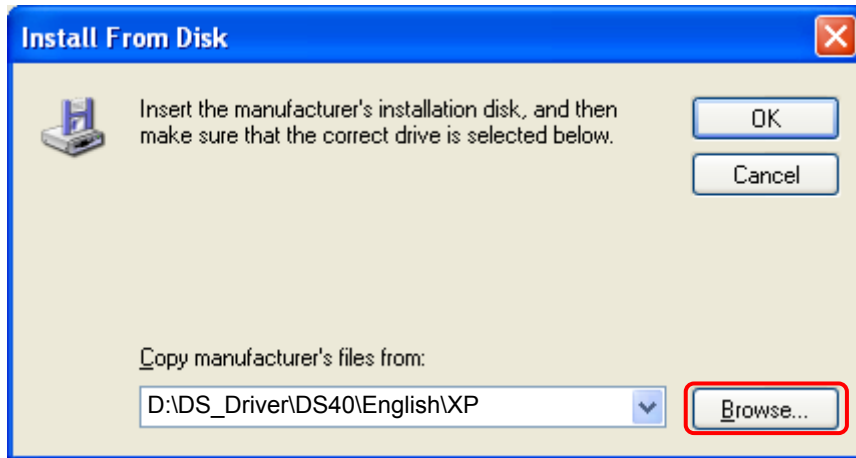 Install From Disk
Insert the manufacturer's installation disk, and then
make sure that the correct drive is selected below.
OK
Cancel
Copy manufacturer's files from:
D:\DS_Driver\DS40\English\XP
Browse...